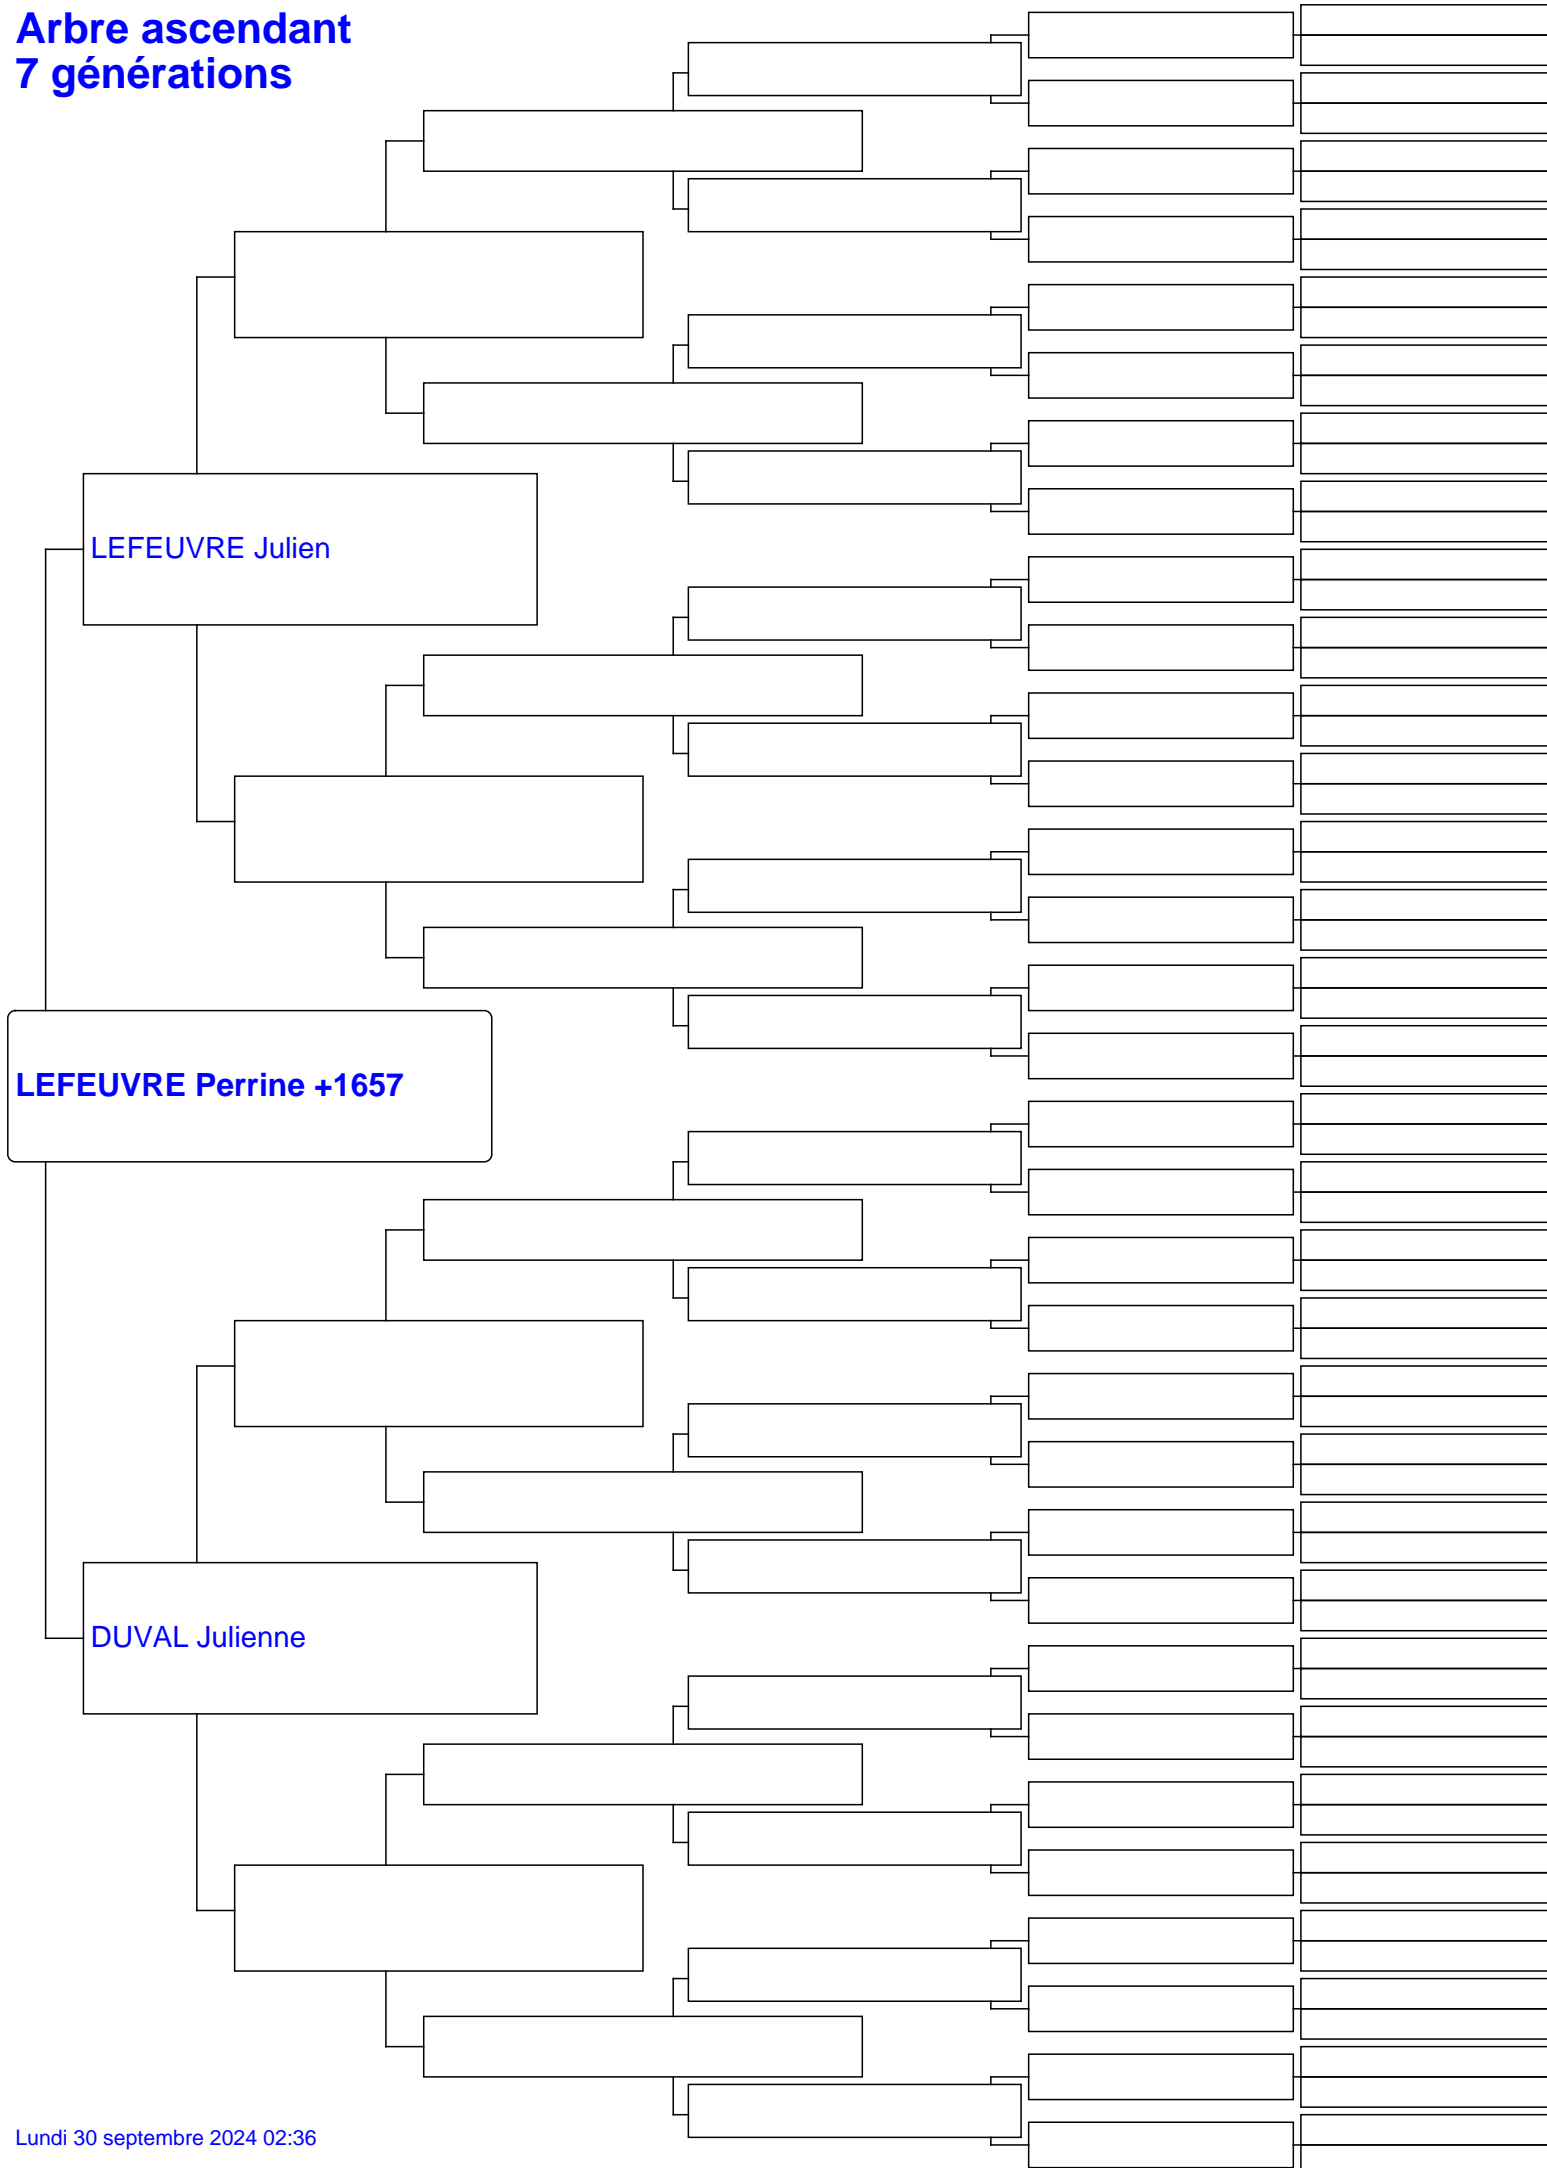 Arbre ascendant
7 générations
LEFEUVRE Julien
LEFEUVRE Perrine +1657
DUVAL Julienne
Lundi 30 septembre 2024 02:36